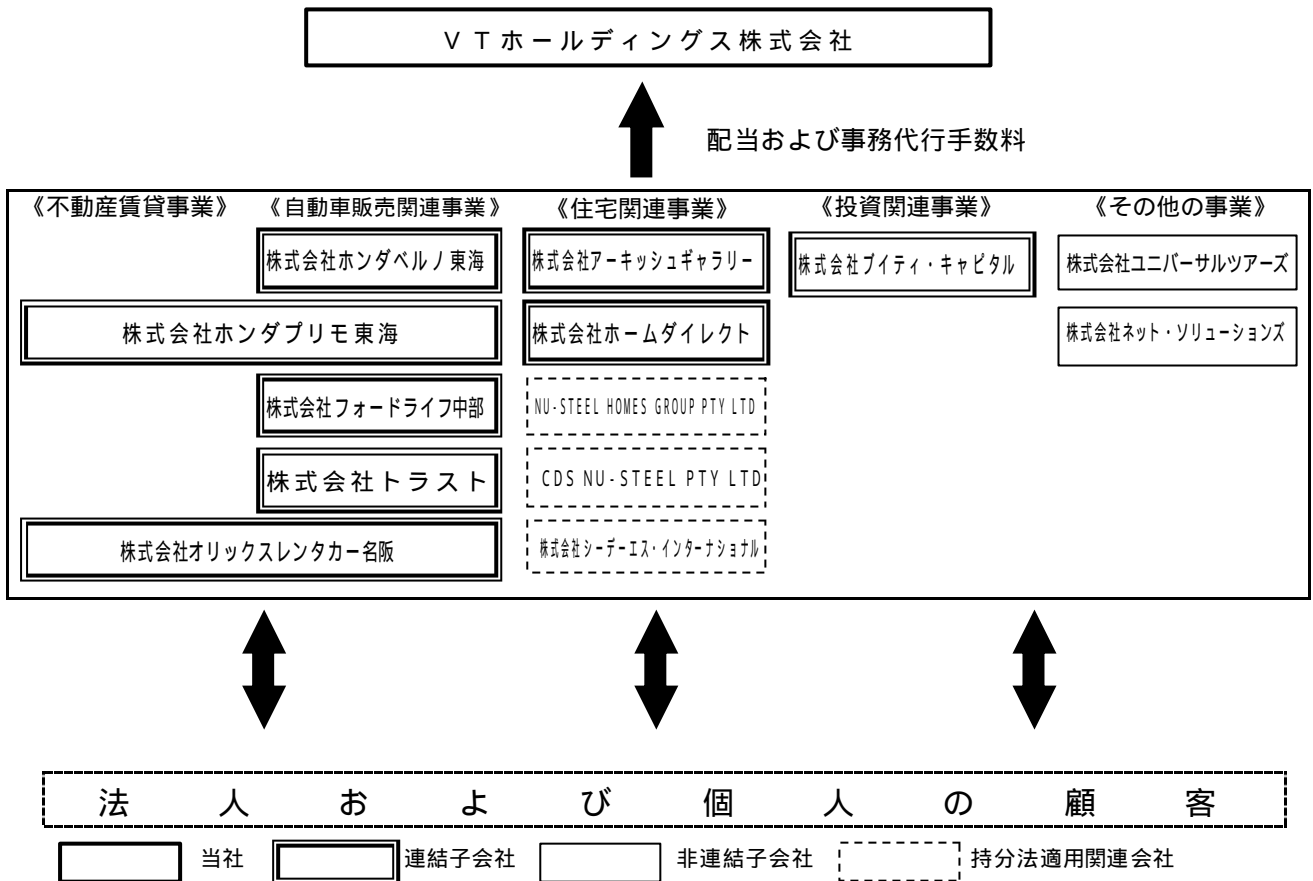 ＶＴホールディングス株式会社
配当および事務代行手数料
《不動産賃貸事業》 《自動車販売関連事業》 《住宅関連事業》 《投資関連事業》 《その他の事業》
株式会社ホンダベルノ東海 株式会社アーキッシュギャラリー 株式会社ブイティ・キャピタル 株式会社ユニバーサルツアーズ
株式会社ホンダプリモ東海 株式会社ホームダイレクト 株式会社ネット・ソリューションズ
株式会社フォードライフ中部 NU-STEEL HOMES GROUP PTY LTD
株式会社トラスト CDS NU-STEEL PTY LTD
株式会社オリックスレンタカー名阪 株式会社シーデーエス・インターナショナル
法人および個人の顧客
当社 連結子会社 非連結子会社 持分法適用関連会社